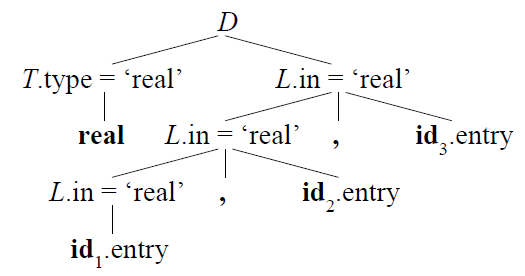 D
T.type = ‘real’ L.in = ‘real’
real L.in = ‘real’ , id₃.entry
L.in = ‘real’ , id₂.entry
id₁.entry